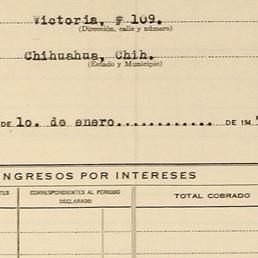 Victoria, # 109.
(Dirección, calle y número)
Chihuahua, Chih.
(Estado y Municipio)
DE 1o. de enero............ DE 194
INGRESOS POR INTERESES
CORRESPONDIENTES AL PERIODO DECLARADO
TOTAL COBRADO